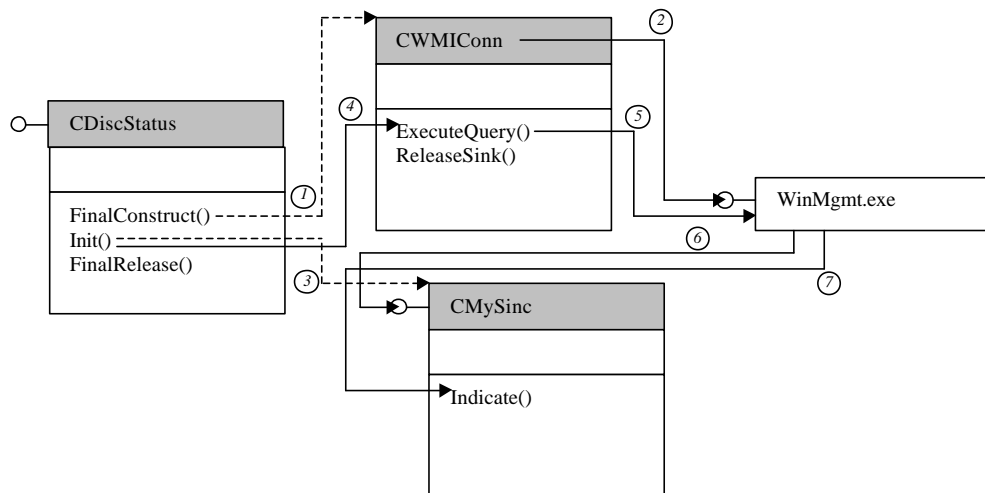 CWMIConn
2
4
ExecuteQuery()
ReleaseSink()
5
CDiscStatus
1
FinalConstruct()
Init()
FinalRelease()
WinMgmt.exe
6
3
7
CMySinc
Indicate()